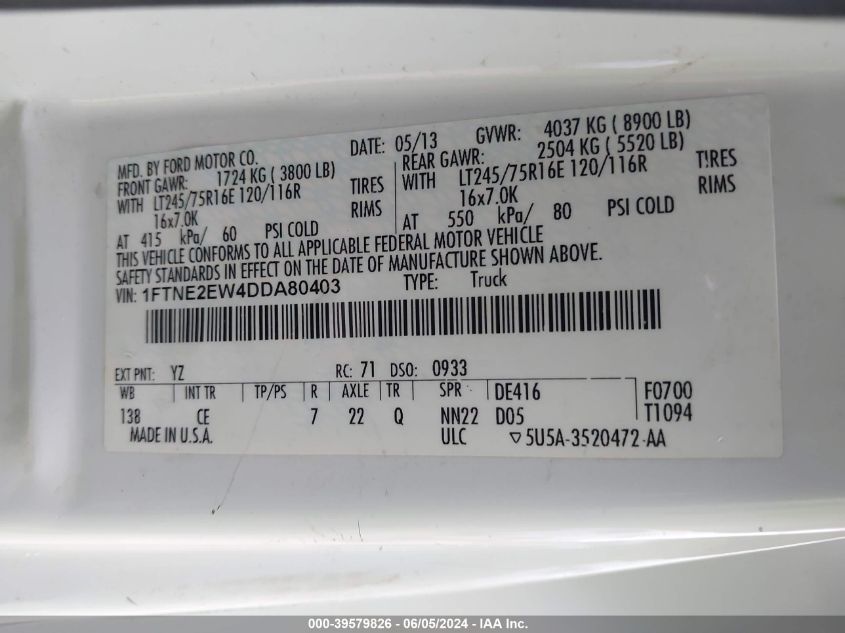 MFD. BY FORD MOTOR CO. DATE: 05/13 GVWR: 4037 KG ( 8900 LB)
FRONT GAWR: 1724 KG ( 3800 LB) REAR GAWR: 2504 KG ( 5520 LB)
WITH LT245/75R16E 120/116R TIRES WITH LT245/75R16E 120/116R TIRES
16x7.0K RIMS 16x7.0K RIMS
AT 415 kPa/ 60 PSI COLD AT 550 kPa/ 80 PSI COLD
THIS VEHICLE CONFORMS TO ALL APPLICABLE FEDERAL MOTOR VEHICLE
SAFETY STANDARDS IN EFFECT ON THE DATE OF MANUFACTURE SHOWN ABOVE.
VIN: 1FTNE2EW4DDA80403 TYPE: Truck
EXT PNT: YZ RC: 71 DSO: 0933
WB INT TR TP/PS R AXLE TR SPR DE416 F0700
138 CE 7 22 Q NN22 D05 T1094
MADE IN U.S.A. ULC ▽5U5A-3520472-AA
000-39579826 - 06/05/2024 - IAA Inc.